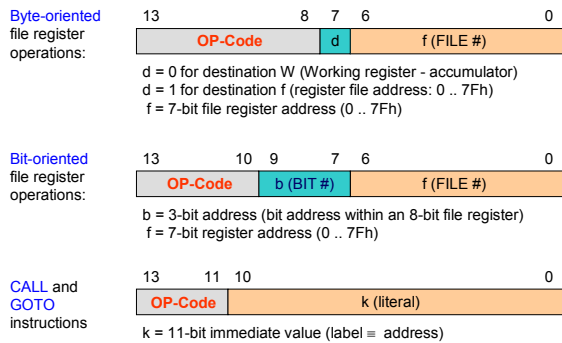 Byte-oriented
file register
operations:
13 8 7 6 0
OP-Code d f (FILE #)
d = 0 for destination W (Working register - accumulator)
d = 1 for destination f (register file address: 0 .. 7Fh)
f = 7-bit file register address (0 .. 7Fh)
Bit-oriented
file register
operations:
13 10 9 7 6 0
OP-Code b (BIT #) f (FILE #)
b = 3-bit address (bit address within an 8-bit file register)
f = 7-bit register address (0 .. 7Fh)
CALL and
GOTO
instructions
13 11 10 0
OP-Code k (literal)
k = 11-bit immediate value (label ≡ address)